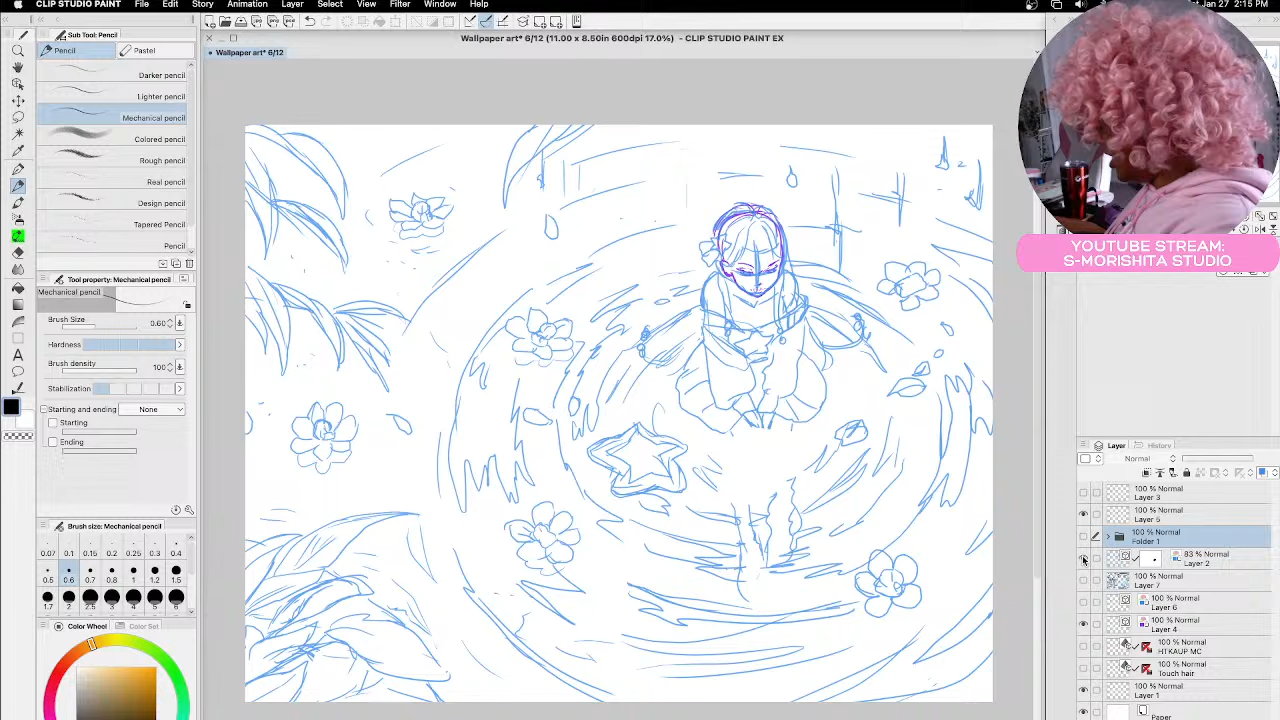 CLIP STUDIO PAINT File Edit Story Animation Layer Select View Filter Window Help Sat Jan 27 2:15 PM
Wallpaper art* 6/12 (11.00 x 8.50in 600dpi 17.0%) - CLIP STUDIO PAINT EX
Wallpaper art* 6/12
Sub Tool: Pencil
Pencil Pastel
Darker pencil
Lighter pencil
Mechanical pencil
Colored pencil
Rough pencil
Real pencil
Design pencil
Tapered Pencil
Pencil
Tool property: Mechanical pencil
Mechanical pencil
Brush Size 0.60
Hardness
Brush density 100
Stabilization
Starting and ending None
Starting
Ending
Brush size: Mechanical pencil
0.07 0.1 0.15 0.2 0.25 0.3 0.4
0.5 0.6 0.7 0.8 1 1.2 1.5
1.7 2 2.5 3 4 5 6
Color Wheel Color Set
YOUTUBE STREAM:
S-MORISHITA STUDIO
Layer History
Normal
100 % Normal
Layer 3
100 % Normal
Layer 5
100 % Normal
Folder 1
83 % Normal
Layer 2
100 % Normal
Layer 7
100 % Normal
Layer 6
100 % Normal
Layer 4
100 % Normal
HITKAUP MC
100 % Normal
Touch hair
100 % Normal
Layer 1
Paper